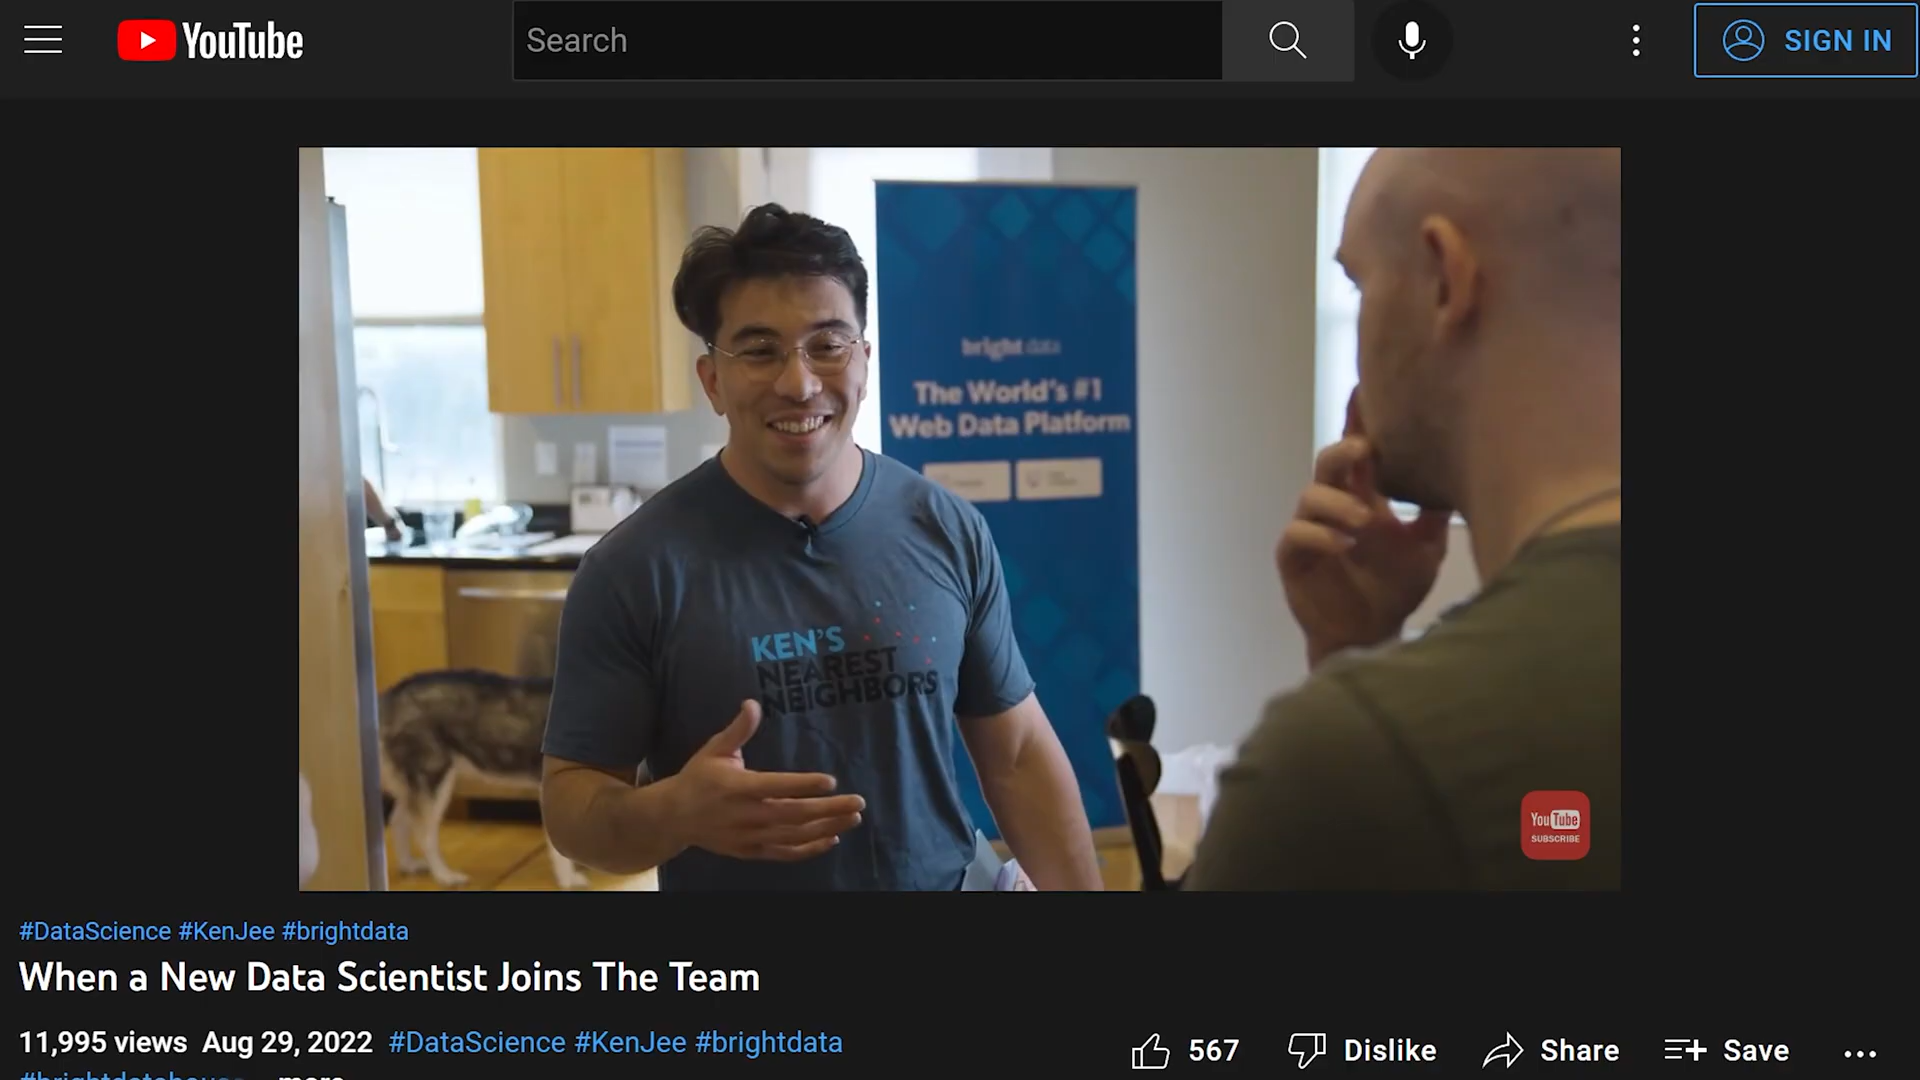 YouTube
Search
SIGN IN
bright data
The World's #1
Web Data Platform
KEN'S
NEAREST
NEIGHBORS
YouTube
SUBSCRIBE
#DataScience #KenJee #brightdata
When a New Data Scientist Joins The Team
11,995 views Aug 29, 2022 #DataScience #KenJee #brightdata
567 Dislike Share Save